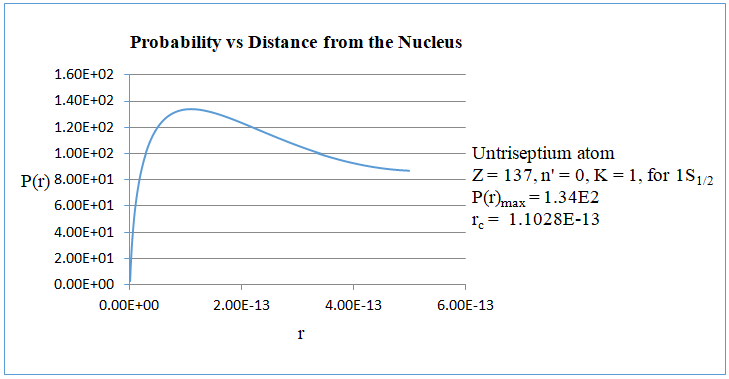 Probability vs Distance from the Nucleus
1.60E+02
1.40E+02
1.20E+02
1.00E+02
8.00E+01
6.00E+01
4.00E+01
2.00E+01
0.00E+00
P(r)
0.00E+00 2.00E-13 4.00E-13 6.00E-13
r
Untriseptium atom
Z = 137, n' = 0, K = 1, for 1S1/2
P(r)max = 1.34E2
rc = 1.1028E-13